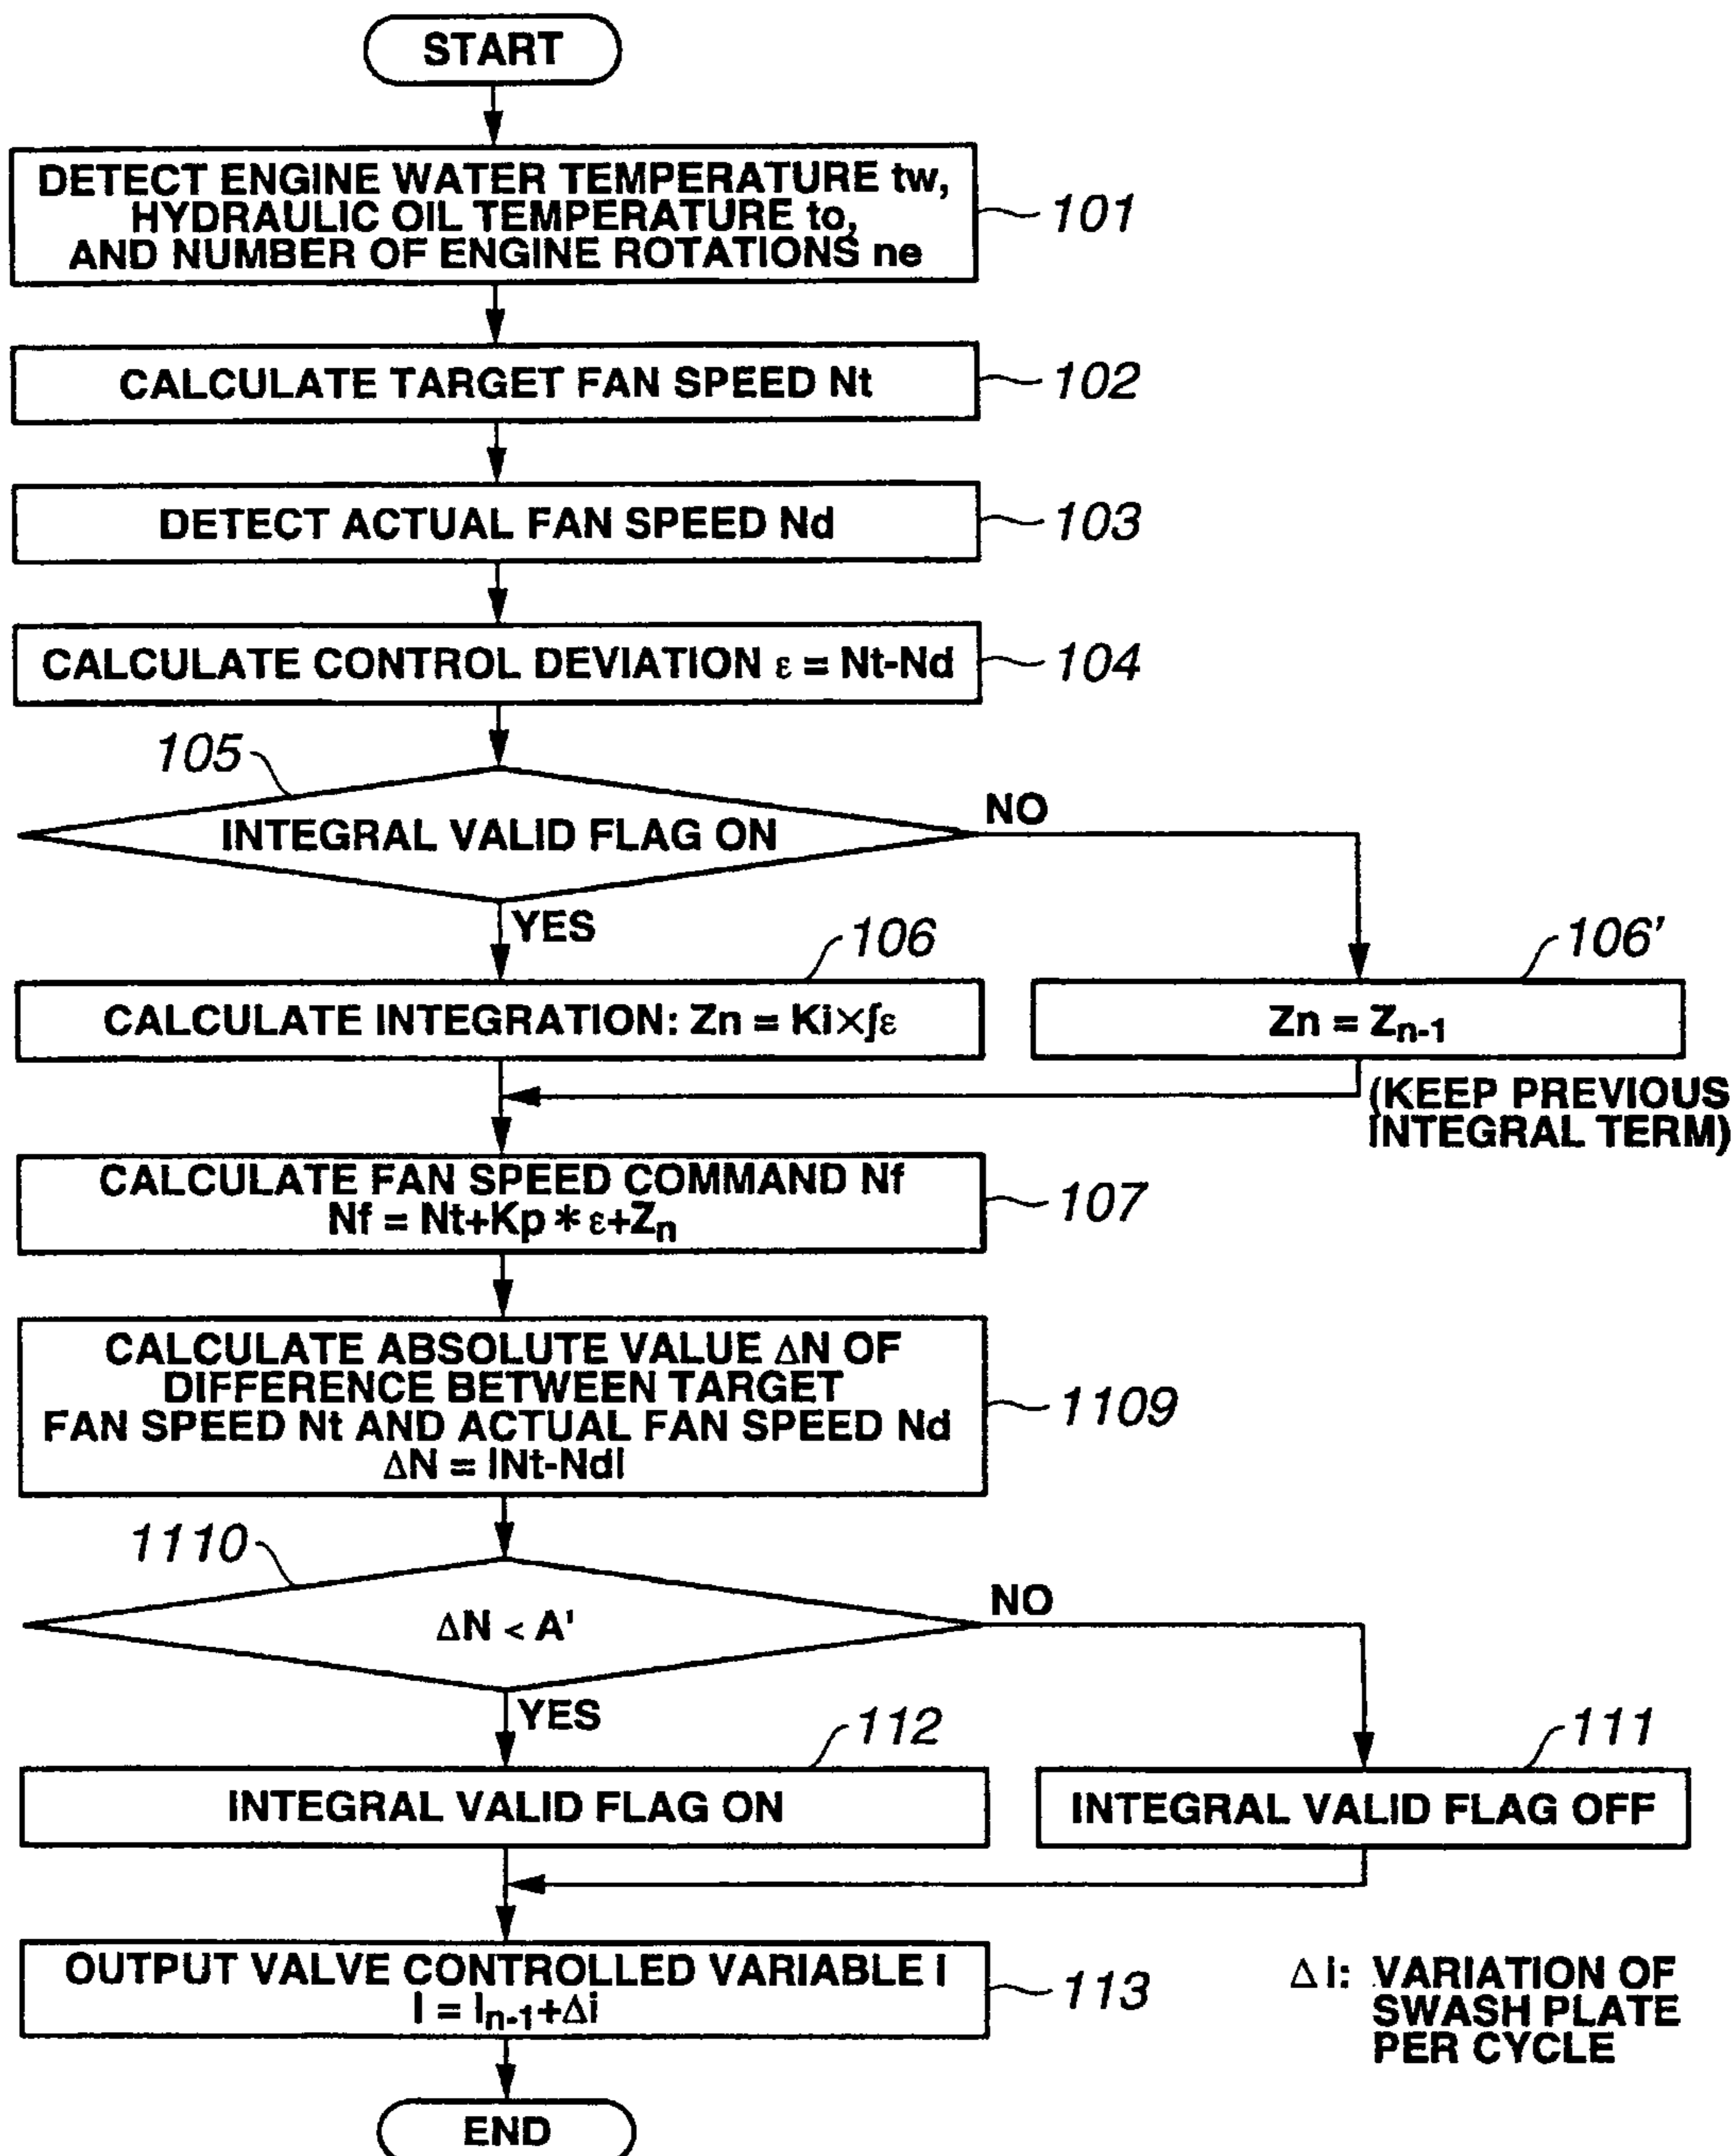 START
DETECT ENGINE WATER TEMPERATURE tw,
HYDRAULIC OIL TEMPERATURE to,
AND NUMBER OF ENGINE ROTATIONS ne
101
CALCULATE TARGET FAN SPEED Nt
102
DETECT ACTUAL FAN SPEED Nd
103
CALCULATE CONTROL DEVIATION ε = Nt-Nd
104
105
INTEGRAL VALID FLAG ON
NO
YES
106
CALCULATE INTEGRATION: Zn = Ki×∫ε
106'
Zn = Zn-1
(KEEP PREVIOUS
INTEGRAL TERM)
CALCULATE FAN SPEED COMMAND Nf
Nf = Nt+Kp * ε+Zn
107
CALCULATE ABSOLUTE VALUE ΔN OF
DIFFERENCE BETWEEN TARGET
FAN SPEED Nt AND ACTUAL FAN SPEED Nd
ΔN = |Nt-Nd|
1109
1110
ΔN < A'
NO
YES
112
INTEGRAL VALID FLAG ON
111
INTEGRAL VALID FLAG OFF
OUTPUT VALVE CONTROLLED VARIABLE I
I = In-1+Δi
113
Δi: VARIATION OF
SWASH PLATE
PER CYCLE
END